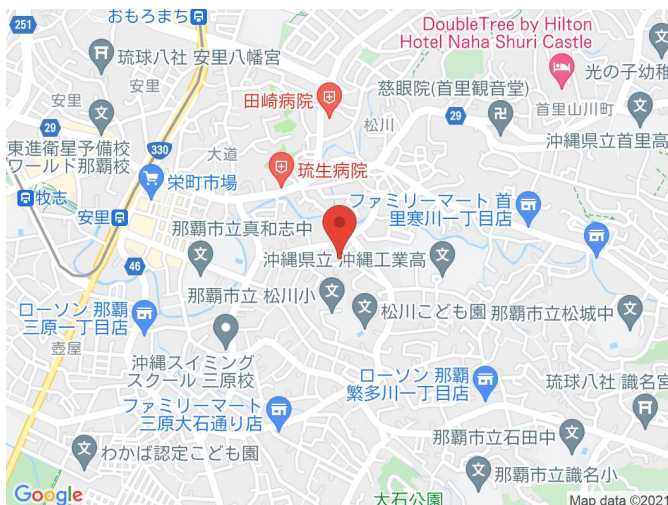 おもろまち
DoubleTree by Hilton
Hotel Naha Shuri Castle
251
琉球八社 安里八幡宮
光の子幼稚
安里
田崎病院
慈眼院(首里観音堂)
首里山川町
安里
29
松川
29
沖縄県立首里高
東進衛星予備校
ワールド那覇校
330
大道
琉生病院
栄町市場
牧志
ファミリーマート 首
里寒川一丁目店
安里
那覇市立真和志中
46
沖縄県立 沖縄工業高
那覇市立 松川小
ローソン 那覇
三原一丁目店
松川こども園
那覇市立松城中
壺屋
沖縄スイミング
スクール 三原校
ローソン 那覇
繁多川一丁目店
琉球八社 識名宮
ファミリーマート
三原大石通り店
那覇市立石田中
わかば認定こども園
那覇市立識名小
大石公園
Google
Map data ©2021